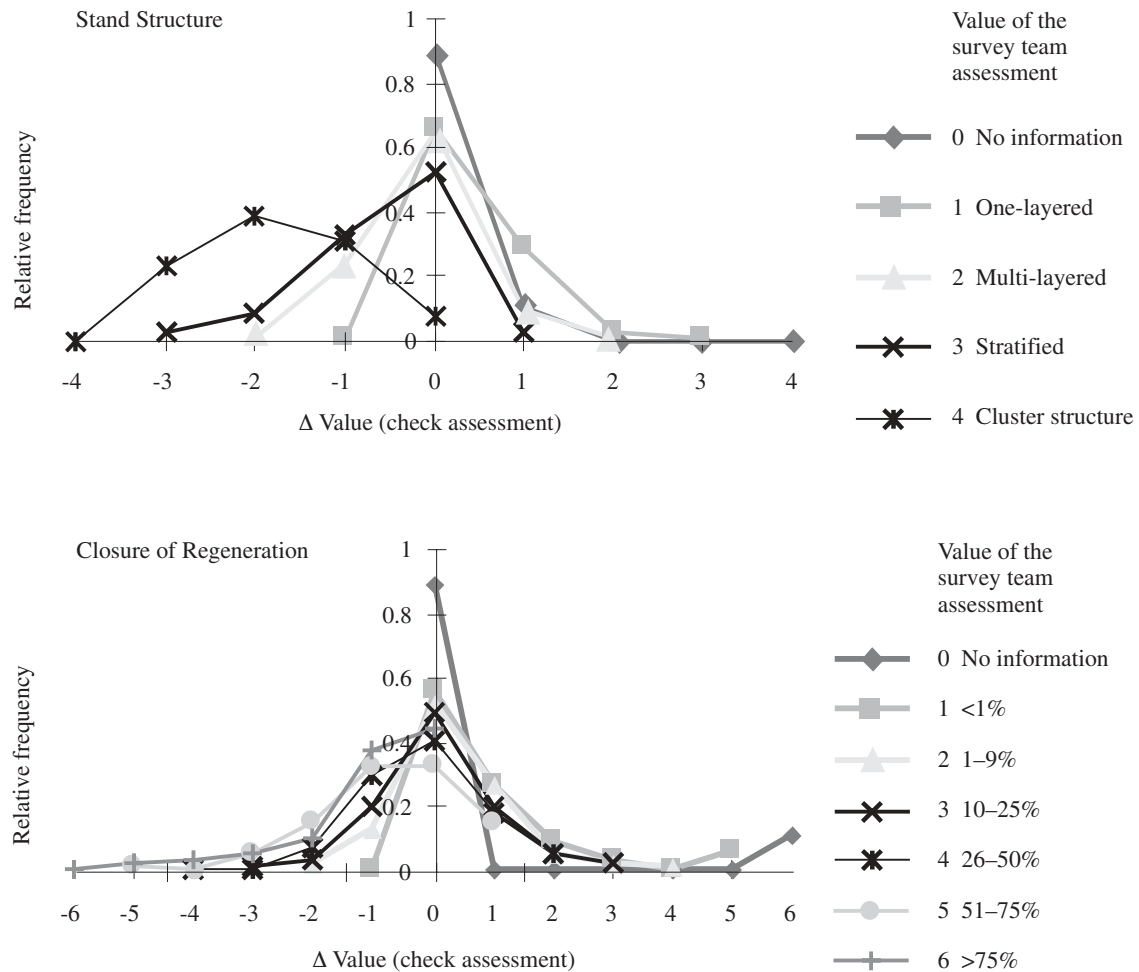 Stand Structure
Relative frequency
1
0.8
0.6
0.4
0.2
0
-4 -3 -2 -1 0 1 2 3 4
Δ Value (check assessment)
Value of the
survey team
assessment
0 No information
1 One-layered
2 Multi-layered
3 Stratified
4 Cluster structure
Closure of Regeneration
Relative frequency
1
0.8
0.6
0.4
0.2
0
-6 -5 -4 -3 -2 -1 0 1 2 3 4 5 6
Δ Value (check assessment)
Value of the
survey team
assessment
0 No information
1 <1%
2 1–9%
3 10–25%
4 26–50%
5 51–75%
6 >75%